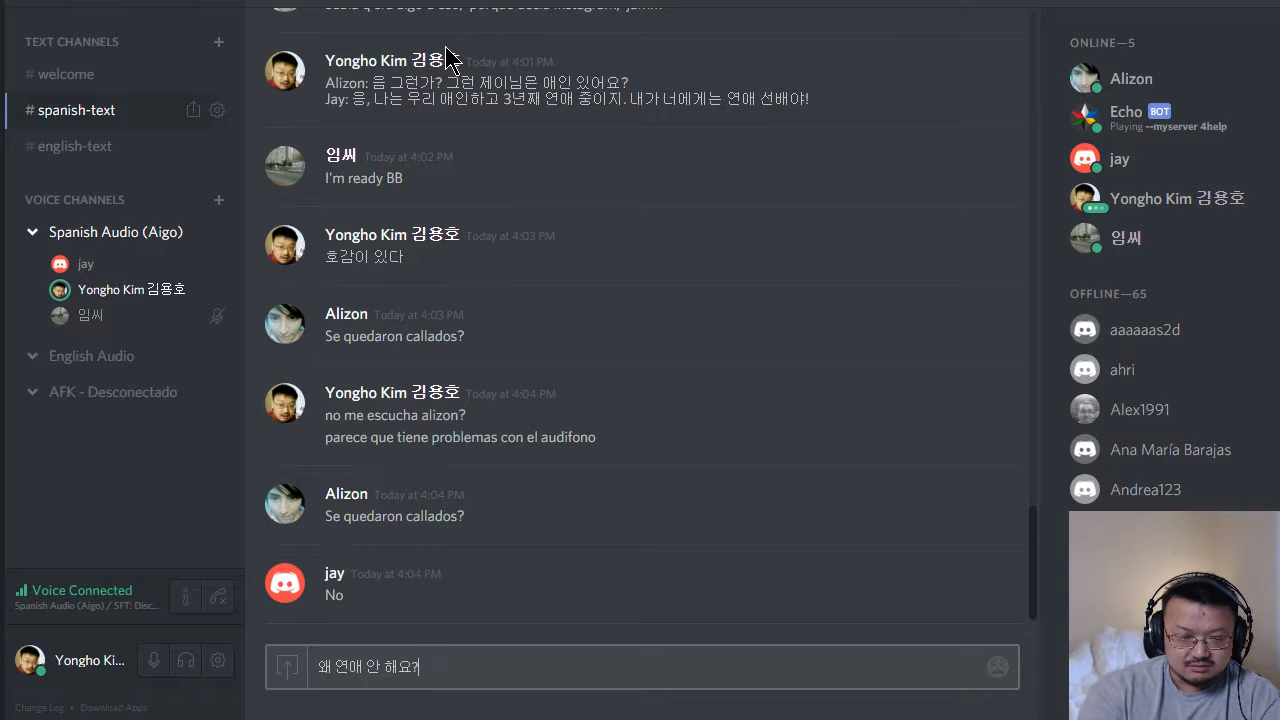 TEXT CHANNELS +
# welcome
# spanish-text
# english-text
VOICE CHANNELS +
Spanish Audio (Aigo)
jay
Yongho Kim 김용호
임씨
English Audio
AFK - Desconectado
Voice Connected
Spanish Audio (Aigo) / SFT: Disc...
Yongho Ki...
Change Log • Download Apps
Yongho Kim 김용호 Today at 4:01 PM
Alizon: 음 그런가? 그런 제이님은 애인 있어요?
Jay: 응, 나는 우리 애인하고 3년째 연애 중이지. 내가 너에게는 연애 선배야!
임씨 Today at 4:02 PM
I'm ready BB
Yongho Kim 김용호 Today at 4:03 PM
호감이 있다
Alizon Today at 4:03 PM
Se quedaron callados?
Yongho Kim 김용호 Today at 4:04 PM
no me escucha alizon?
parece que tiene problemas con el audifono
Alizon Today at 4:04 PM
Se quedaron callados?
jay Today at 4:04 PM
No
왜 연애 안 해요?
ONLINE—5
Alizon
Echo BOT
Playing --myserver 4help
jay
Yongho Kim 김용호
임씨
OFFLINE—65
aaaaaas2d
ahri
Alex1991
Ana María Barajas
Andrea123